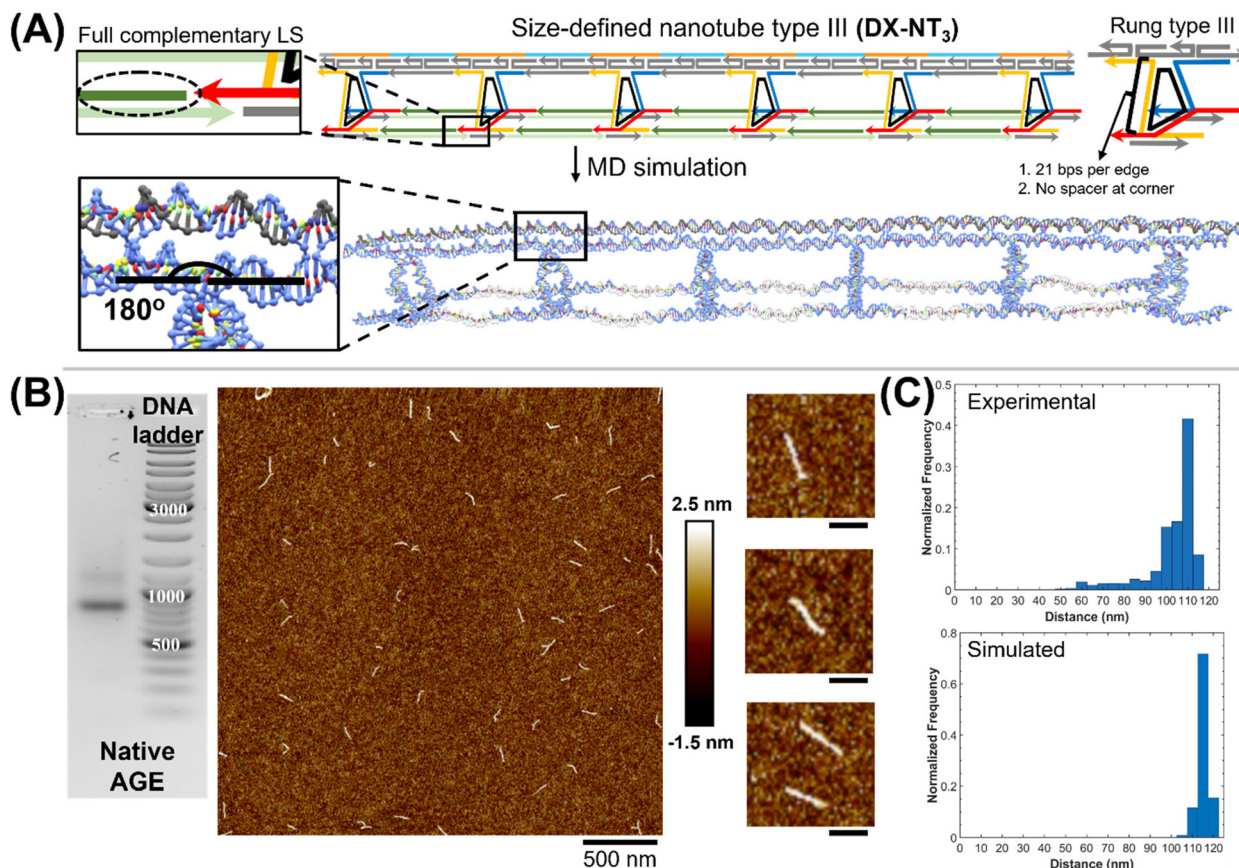 (A)
Full complementary LS
Size-defined nanotube type III (DX-NT₃)
Rung type III
1. 21 bps per edge
2. No spacer at corner
MD simulation
180°
(B)
DNA
ladder
3000
1000
500
Native
AGE
2.5 nm
-1.5 nm
500 nm
(C)
Experimental
Normalized Frequency
0.5
0.4
0.3
0.2
0.1
0
0 10 20 30 40 50 60 70 80 90 100 110 120
Distance (nm)
Simulated
Normalized Frequency
0.8
0.6
0.4
0.2
0
0 10 20 30 40 50 60 70 80 90 100 110 120
Distance (nm)